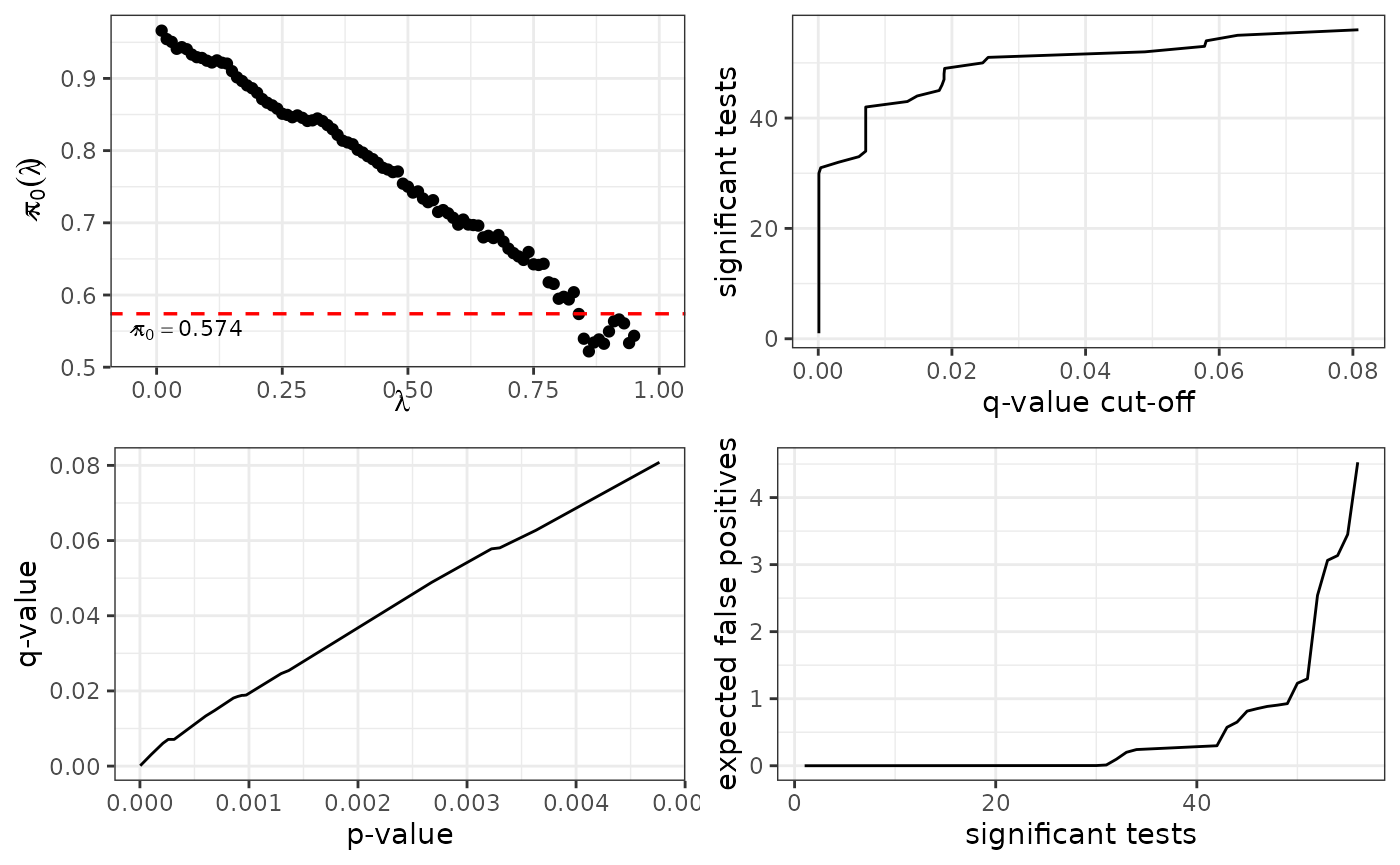 0.9
0.8
0.7
0.6
0.5
π̂₀(λ)
π̂₀ = 0.574
0.00 0.25 0.50 0.75 1.00
λ
40
20
0
significant tests
0.00 0.02 0.04 0.06 0.08
q-value cut-off
0.08
0.06
0.04
0.02
0.00
q-value
0.000 0.001 0.002 0.003 0.004 0.00
p-value
4
3
2
1
0
expected false positives
0 20 40
significant tests